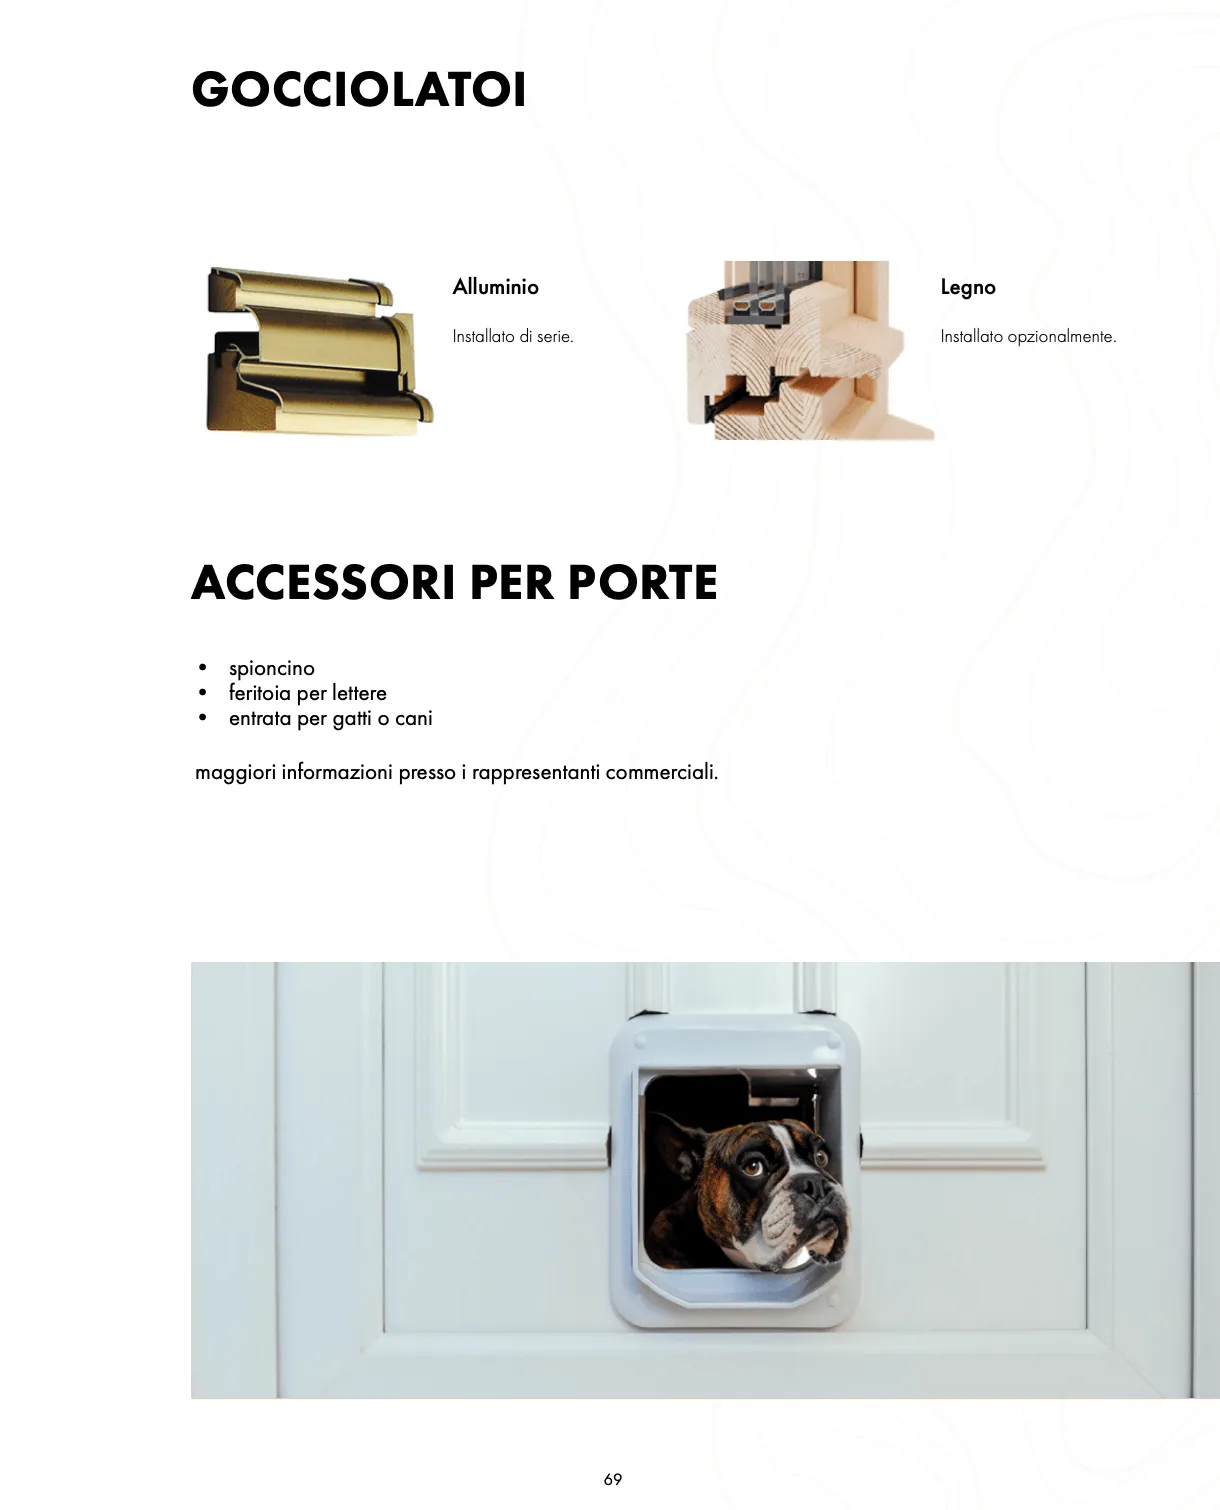 GOCCIOLATOI
Alluminio
Installato di serie.
Legno
Installato opzionalmente.
ACCESSORI PER PORTE
• spioncino
• feritoia per lettere
• entrata per gatti o cani
maggiori informazioni presso i rappresentanti commerciali.
69